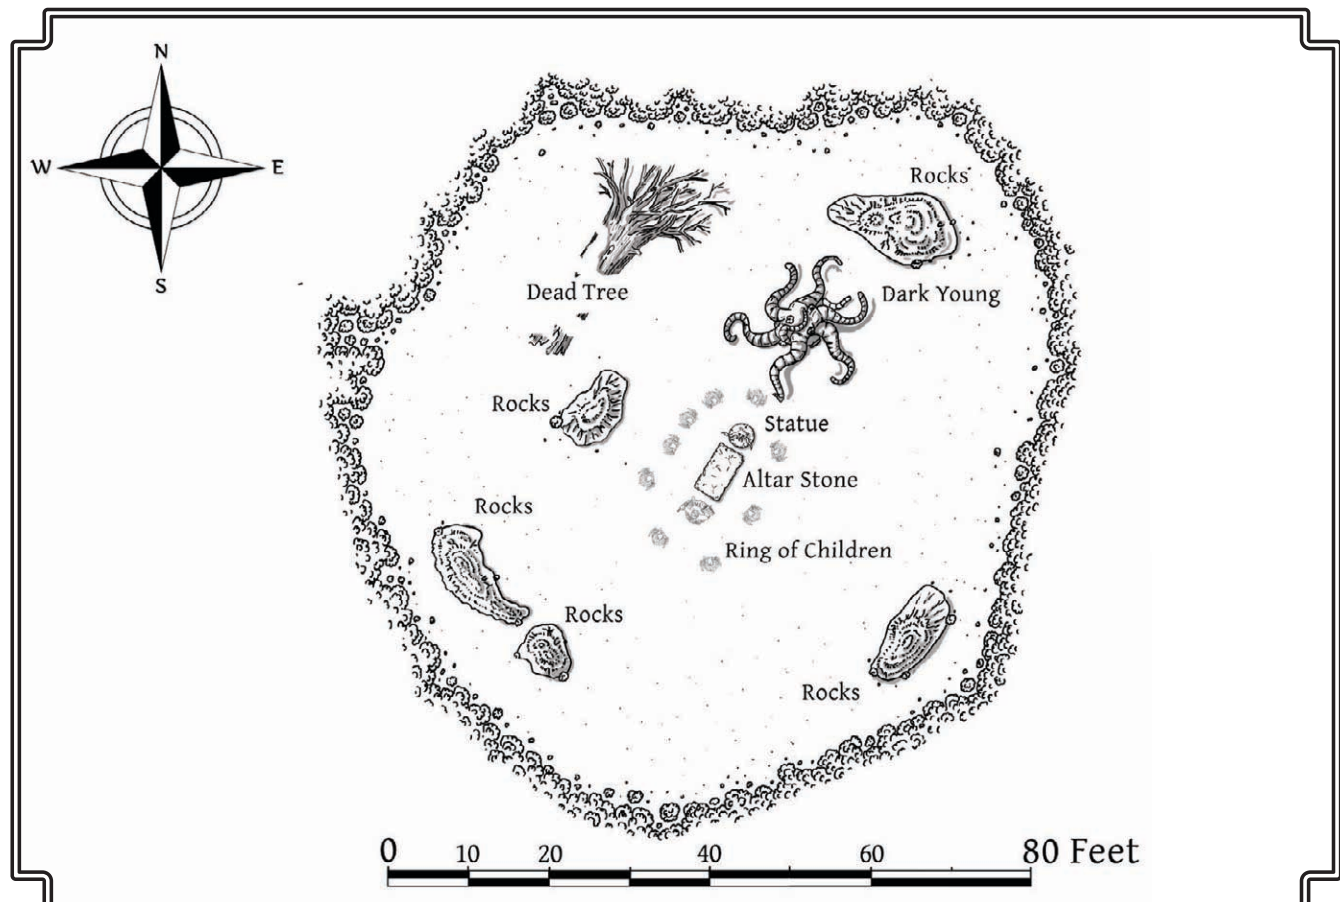 N
W E
S
Rocks
Dead Tree
Dark Young
Rocks
Statue
Altar Stone
Rocks
Ring of Children
Rocks
Rocks
0 10 20 40 60 80 Feet